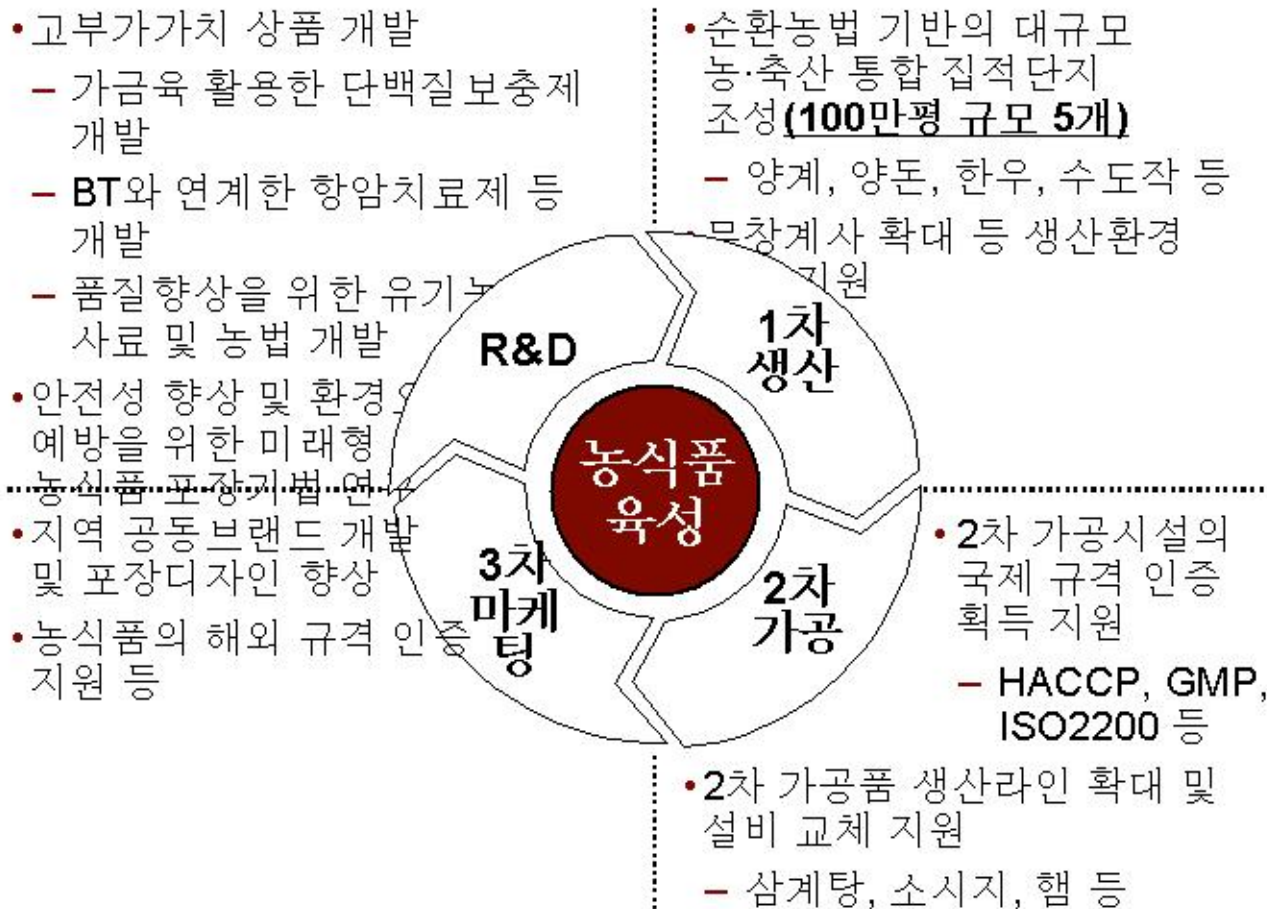 •고부가가치 상품 개발
– 가금육 활용한 단백질보충제
개발
– BT와 연계한 항암치료제 등
개발
– 품질향상을 위한 유기농
사료 및 농법 개발
•안전성 향상 및 환경
예방을 위한 미래형
농식품 포장기법 연구
•순환농법 기반의 대규모
농·축산 통합 집적단지
조성(100만평 규모 5개)
– 양계, 양돈, 한우, 수도작 등
•무창계사 확대 등 생산환경
지원
R&D
1차
생산
농식품
육성
3차
마케
팅
2차
가공
•지역 공동브랜드 개발
및 포장디자인 향상
•농식품의 해외 규격 인증
지원 등
•2차 가공시설의
국제 규격 인증
획득 지원
– HACCP, GMP,
ISO2200 등
•2차 가공품 생산라인 확대 및
설비 교체 지원
– 삼계탕, 소시지, 햄 등